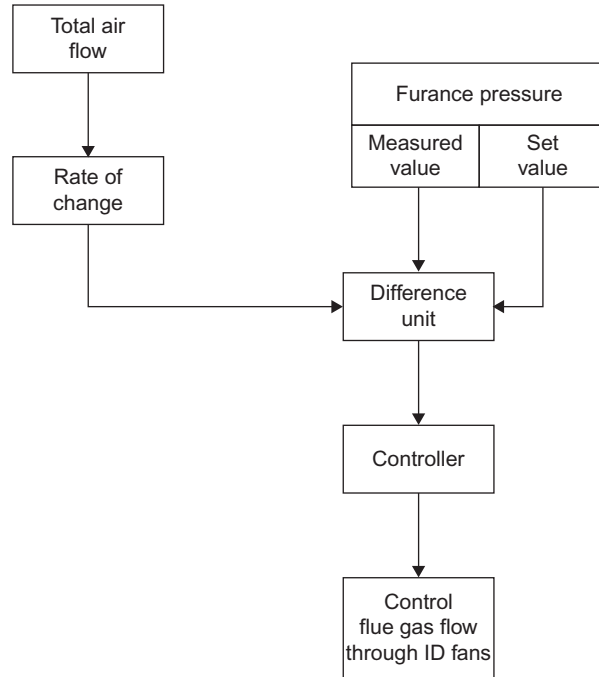 Total air
flow
Furance pressure
Measured
value
Set
value
Rate of
change
Difference
unit
Controller
Control
flue gas flow
through ID fans